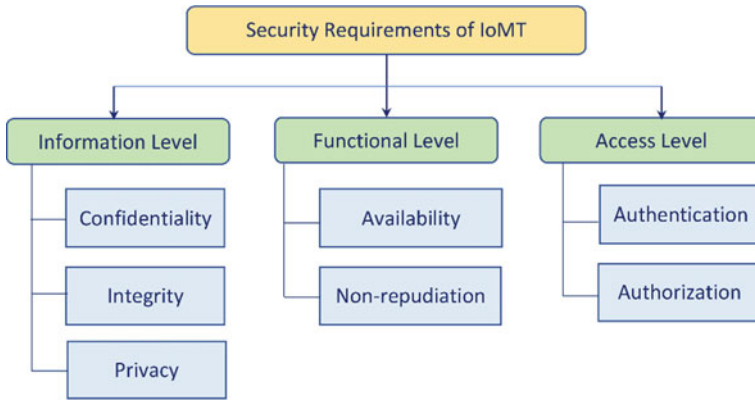 Security Requirements of IoMT
Information Level
Confidentiality
Integrity
Privacy
Functional Level
Availability
Non-repudiation
Access Level
Authentication
Authorization